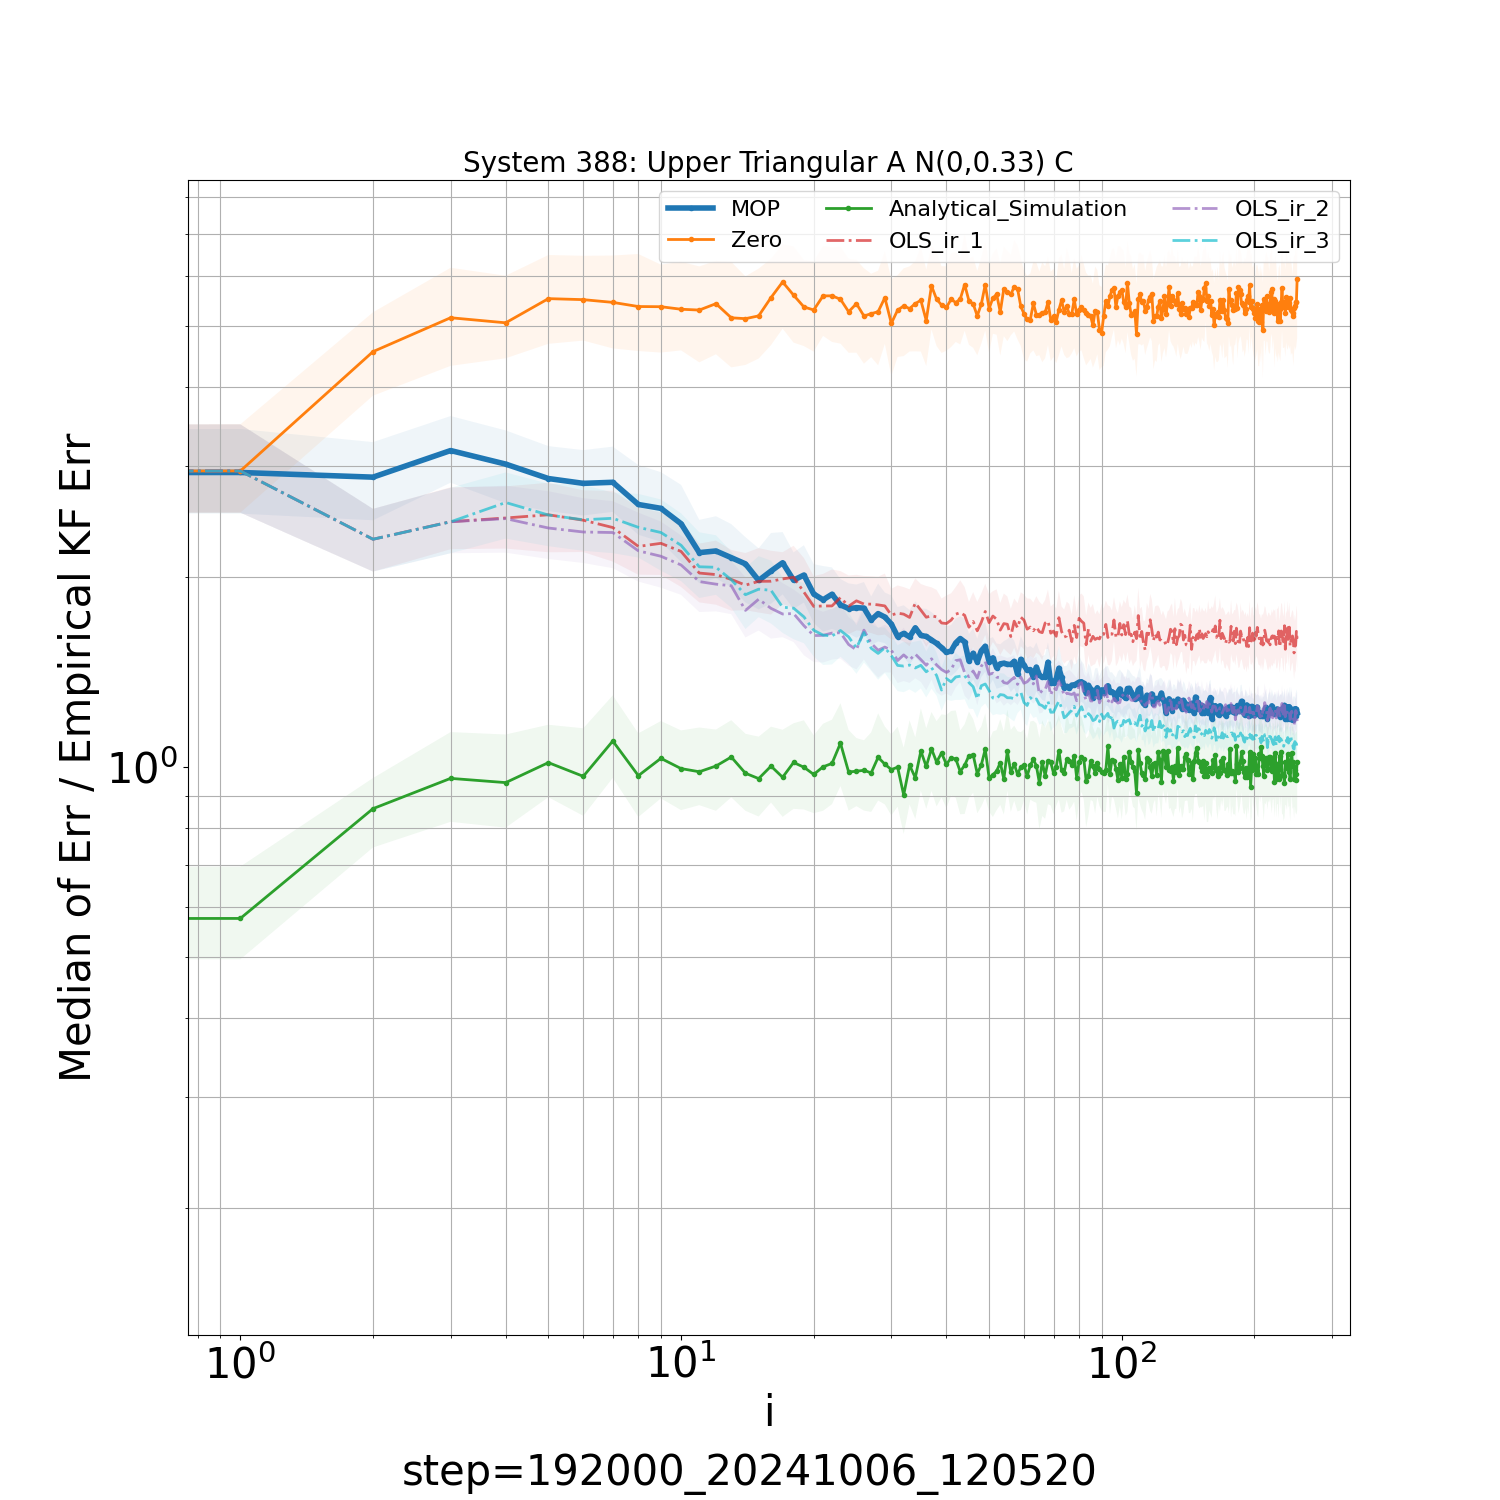 System 388: Upper Triangular A N(0,0.33) C
MOP
Zero
Analytical_Simulation
OLS_ir_1
OLS_ir_2
OLS_ir_3
Median of Err / Empirical KF Err
10⁰
10⁰
10¹
10²
i
step=192000_20241006_120520